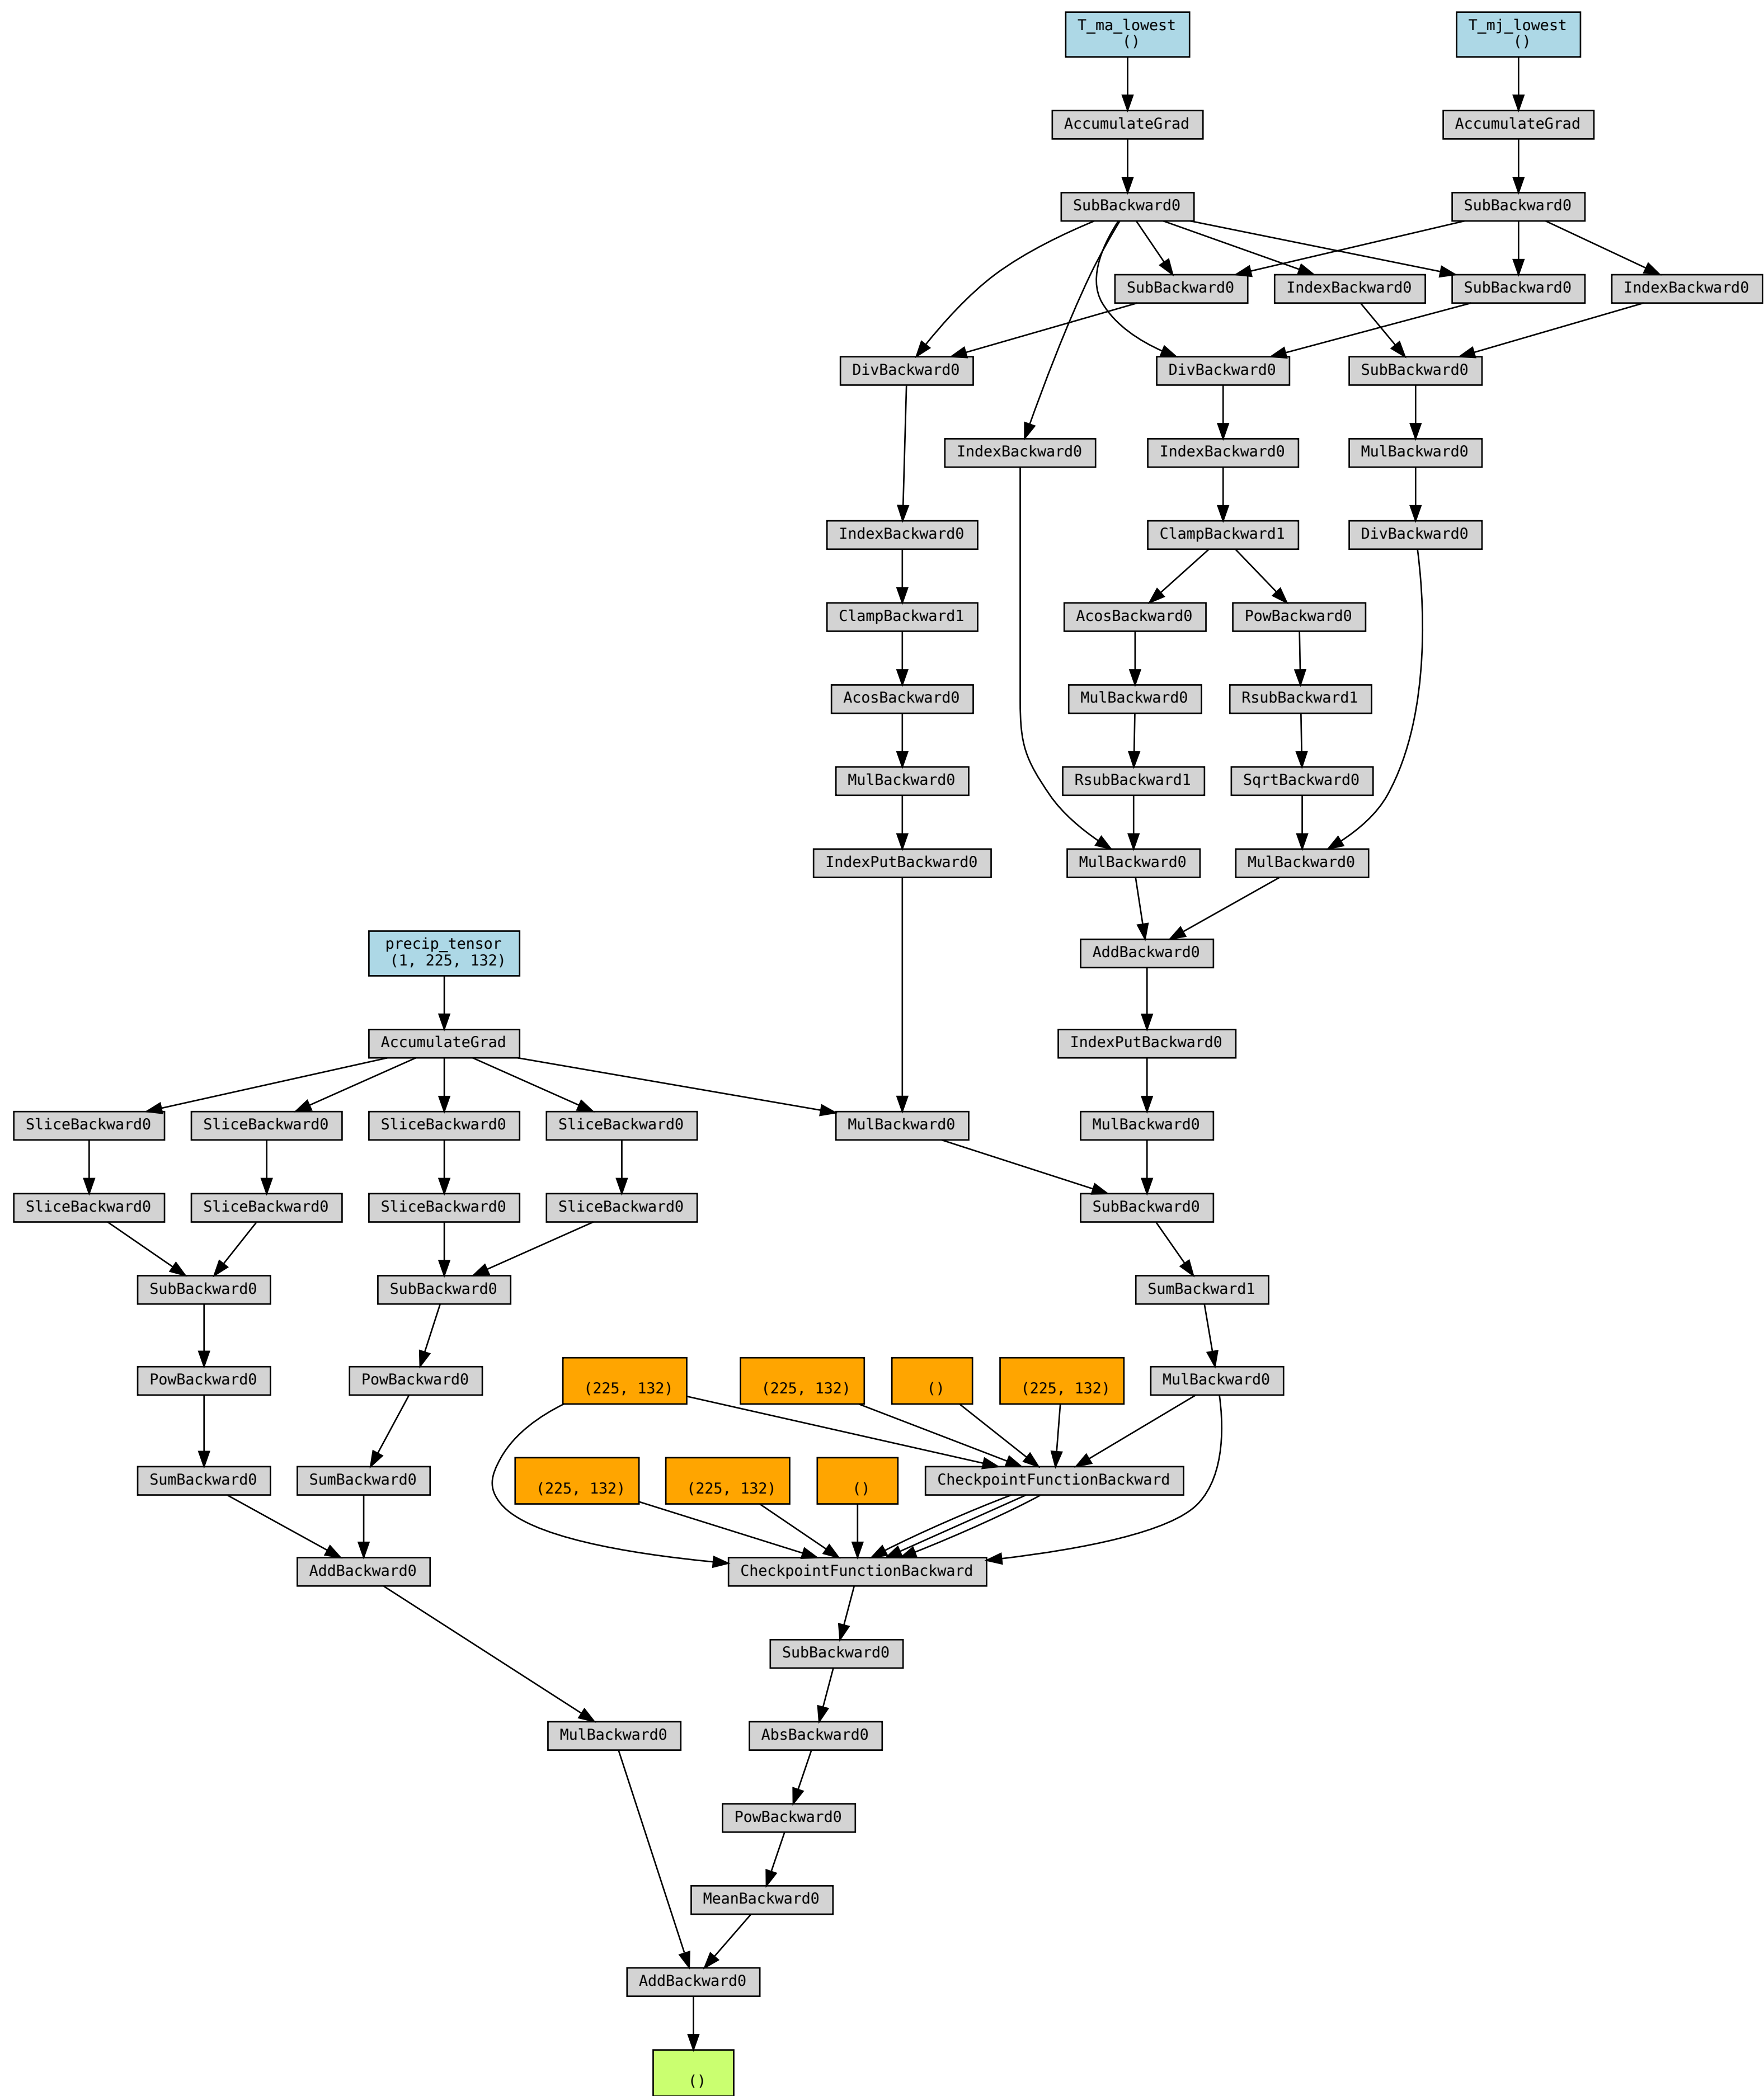 T_ma_lowest
()
T_mj_lowest
()
AccumulateGrad
AccumulateGrad
SubBackward0
SubBackward0
SubBackward0
IndexBackward0
SubBackward0
IndexBackward0
DivBackward0
DivBackward0
SubBackward0
IndexBackward0
IndexBackward0
MulBackward0
IndexBackward0
ClampBackward1
DivBackward0
ClampBackward1
AcosBackward0
PowBackward0
AcosBackward0
MulBackward0
RsubBackward1
MulBackward0
RsubBackward1
SqrtBackward0
IndexPutBackward0
MulBackward0
MulBackward0
precip_tensor
(1, 225, 132)
AddBackward0
AccumulateGrad
IndexPutBackward0
SliceBackward0
SliceBackward0
SliceBackward0
SliceBackward0
MulBackward0
MulBackward0
SliceBackward0
SliceBackward0
SliceBackward0
SliceBackward0
SubBackward0
SubBackward0
SubBackward0
SumBackward1
PowBackward0
PowBackward0
(225, 132)
(225, 132)
()
(225, 132)
MulBackward0
SumBackward0
SumBackward0
(225, 132)
(225, 132)
()
CheckpointFunctionBackward
AddBackward0
CheckpointFunctionBackward
SubBackward0
MulBackward0
AbsBackward0
PowBackward0
MeanBackward0
AddBackward0
()